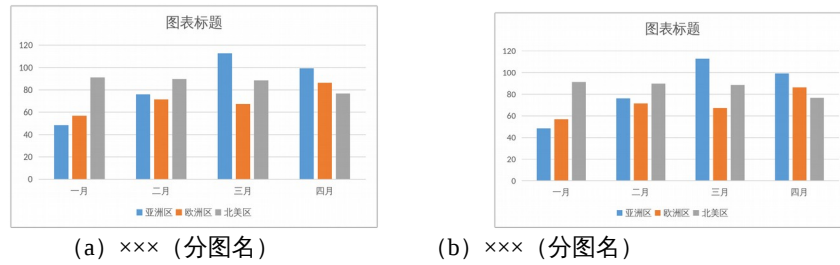 图表标题
120
100
80
60
40
20
0
一月 二月 三月 四月
亚洲区 欧洲区 北美区
（a）×××（分图名）
图表标题
120
100
80
60
40
20
0
一月 二月 三月 四月
亚洲区 欧洲区 北美区
（b）×××（分图名）